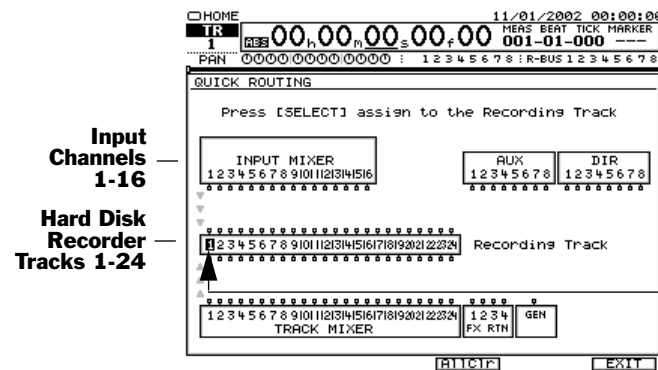 HOME 11/01/2002 00:00:00
TR 1 ABS 00h00m00s00f00 MEAS BEAT TICK MARKER
001-01-000 ---
PAN 1 2 3 4 5 6 7 8 R-BUS 1 2 3 4 5 6 7 8
QUICK ROUTING
Press [SELECT] assign to the Recording Track
Input
Channels
1-16
INPUT MIXER
1 2 3 4 5 6 7 8 9 10 11 12 13 14 15 16
AUX
1 2 3 4 5 6 7 8
DIR
1 2 3 4 5 6 7 8
Hard Disk
Recorder
Tracks 1-24
1 2 3 4 5 6 7 8 9 10 11 12 13 14 15 16 17 18 19 20 21 22 23 24 Recording Track
1 2 3 4 5 6 7 8 9 10 11 12 13 14 15 16 17 18 19 20 21 22 23 24
TRACK MIXER
1 2 3 4
FX RTN
GEN
AllClr EXIT